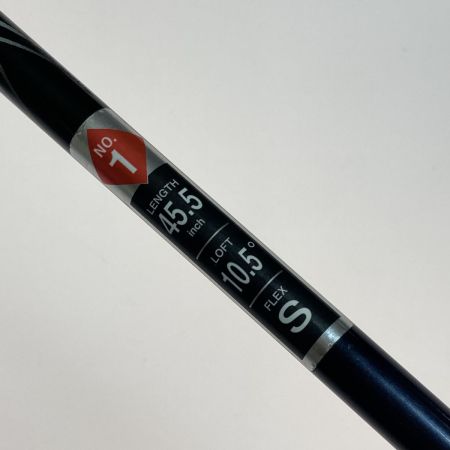 NO.
1
LENGTH
45.5
inch
LOFT
10.5°
FLEX
S